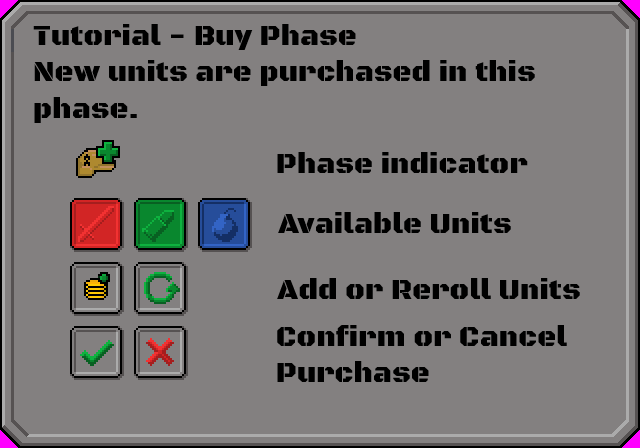 Tutorial - Buy Phase
New units are purchased in this
phase.
Phase indicator
Available Units
Add or Reroll Units
Confirm or Cancel
Purchase